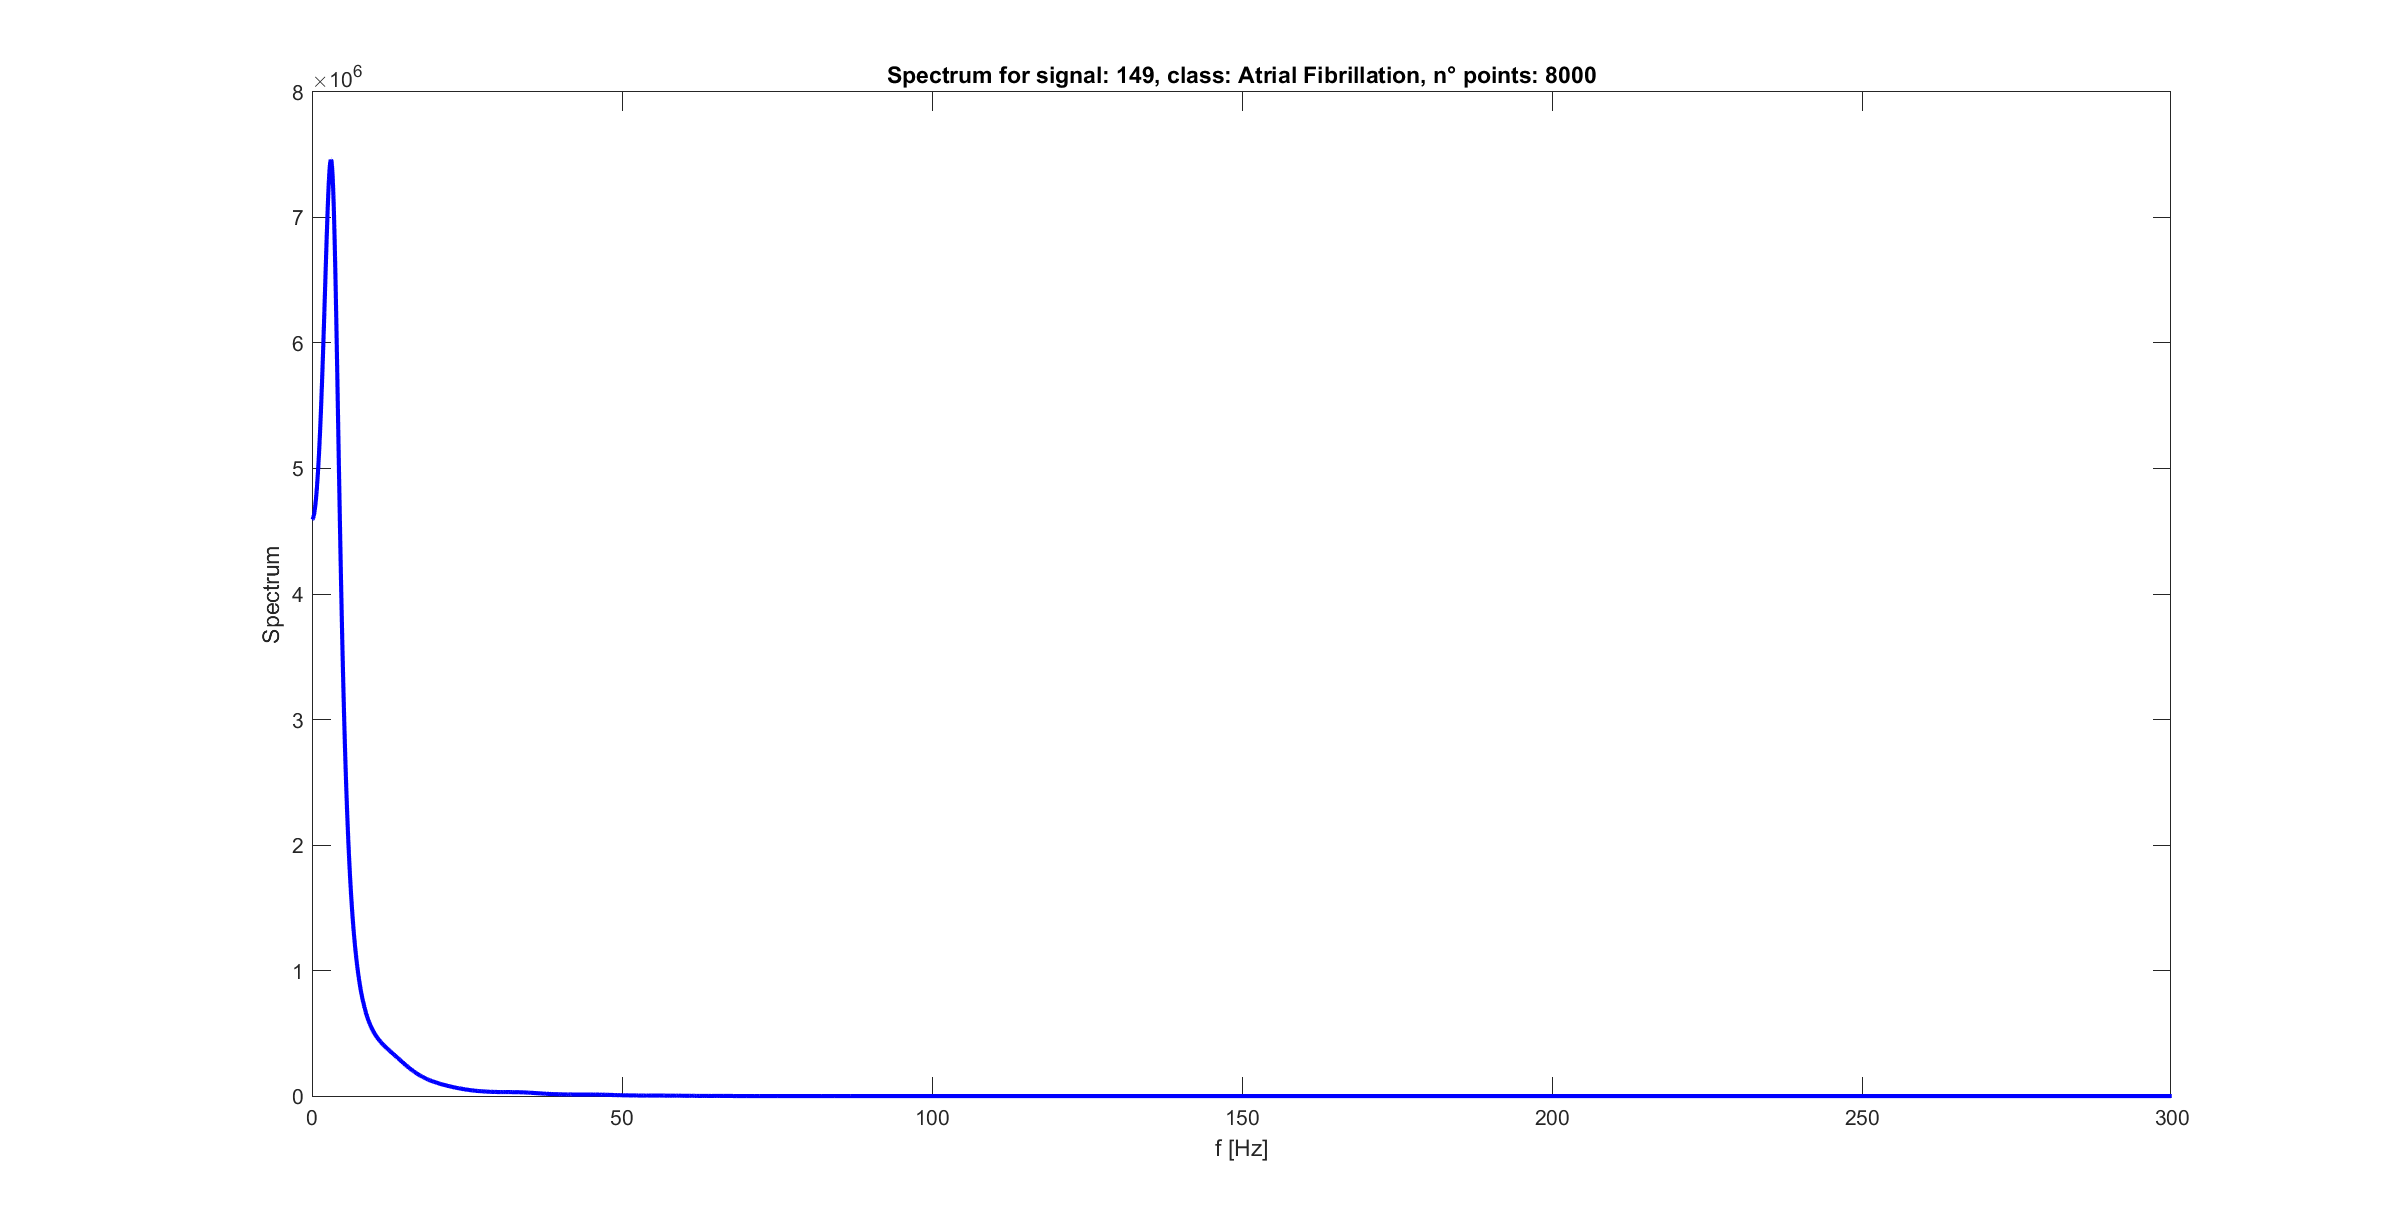 Spectrum for signal: 149, class: Atrial Fibrillation, n° points: 8000
×10^6
8
7
6
5
4
3
2
1
0
Spectrum
0 50 100 150 200 250 300
f [Hz]